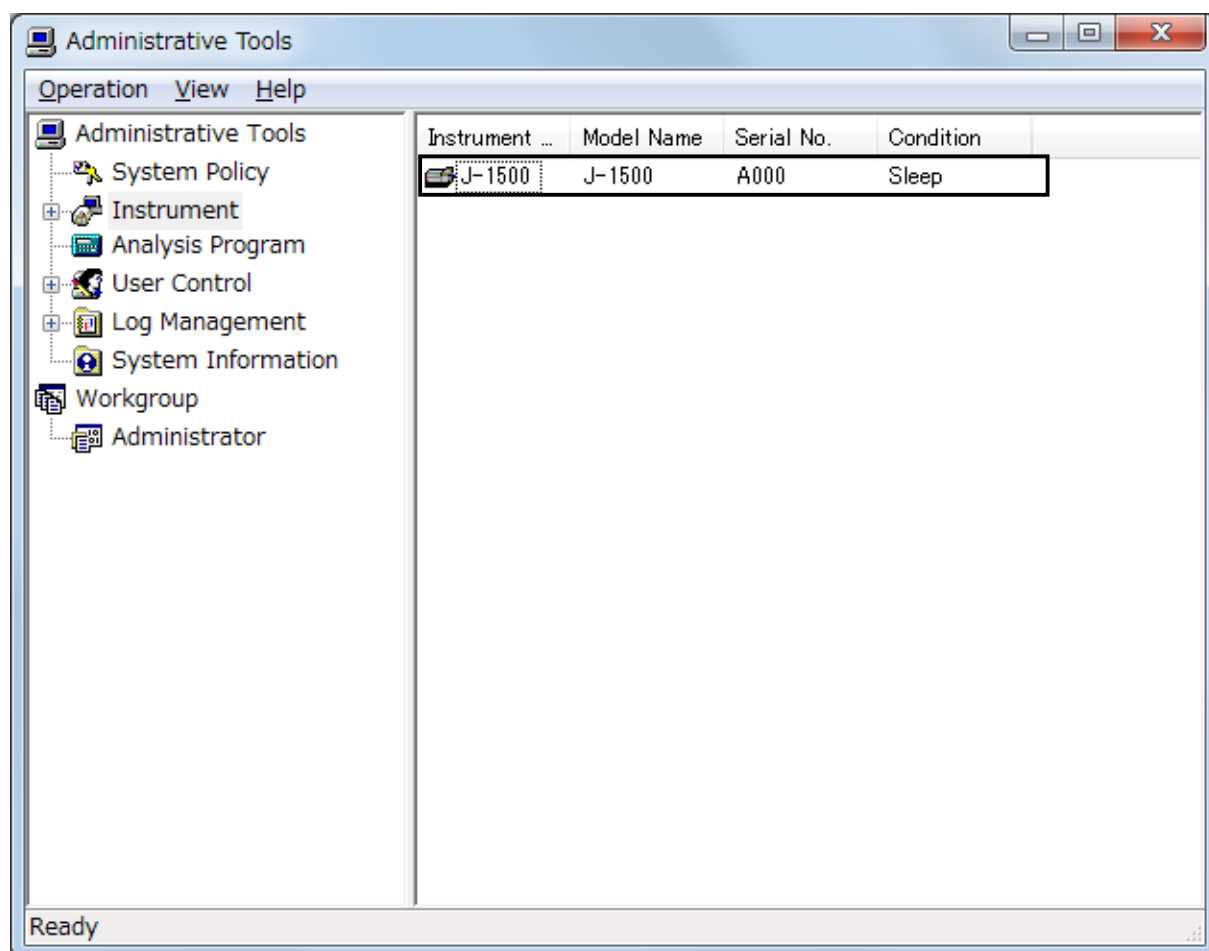 Administrative Tools
Operation View Help
Administrative Tools
System Policy
Instrument
Analysis Program
User Control
Log Management
System Information
Workgroup
Administrator
Instrument ... Model Name Serial No. Condition
J-1500 J-1500 A000 Sleep
Ready